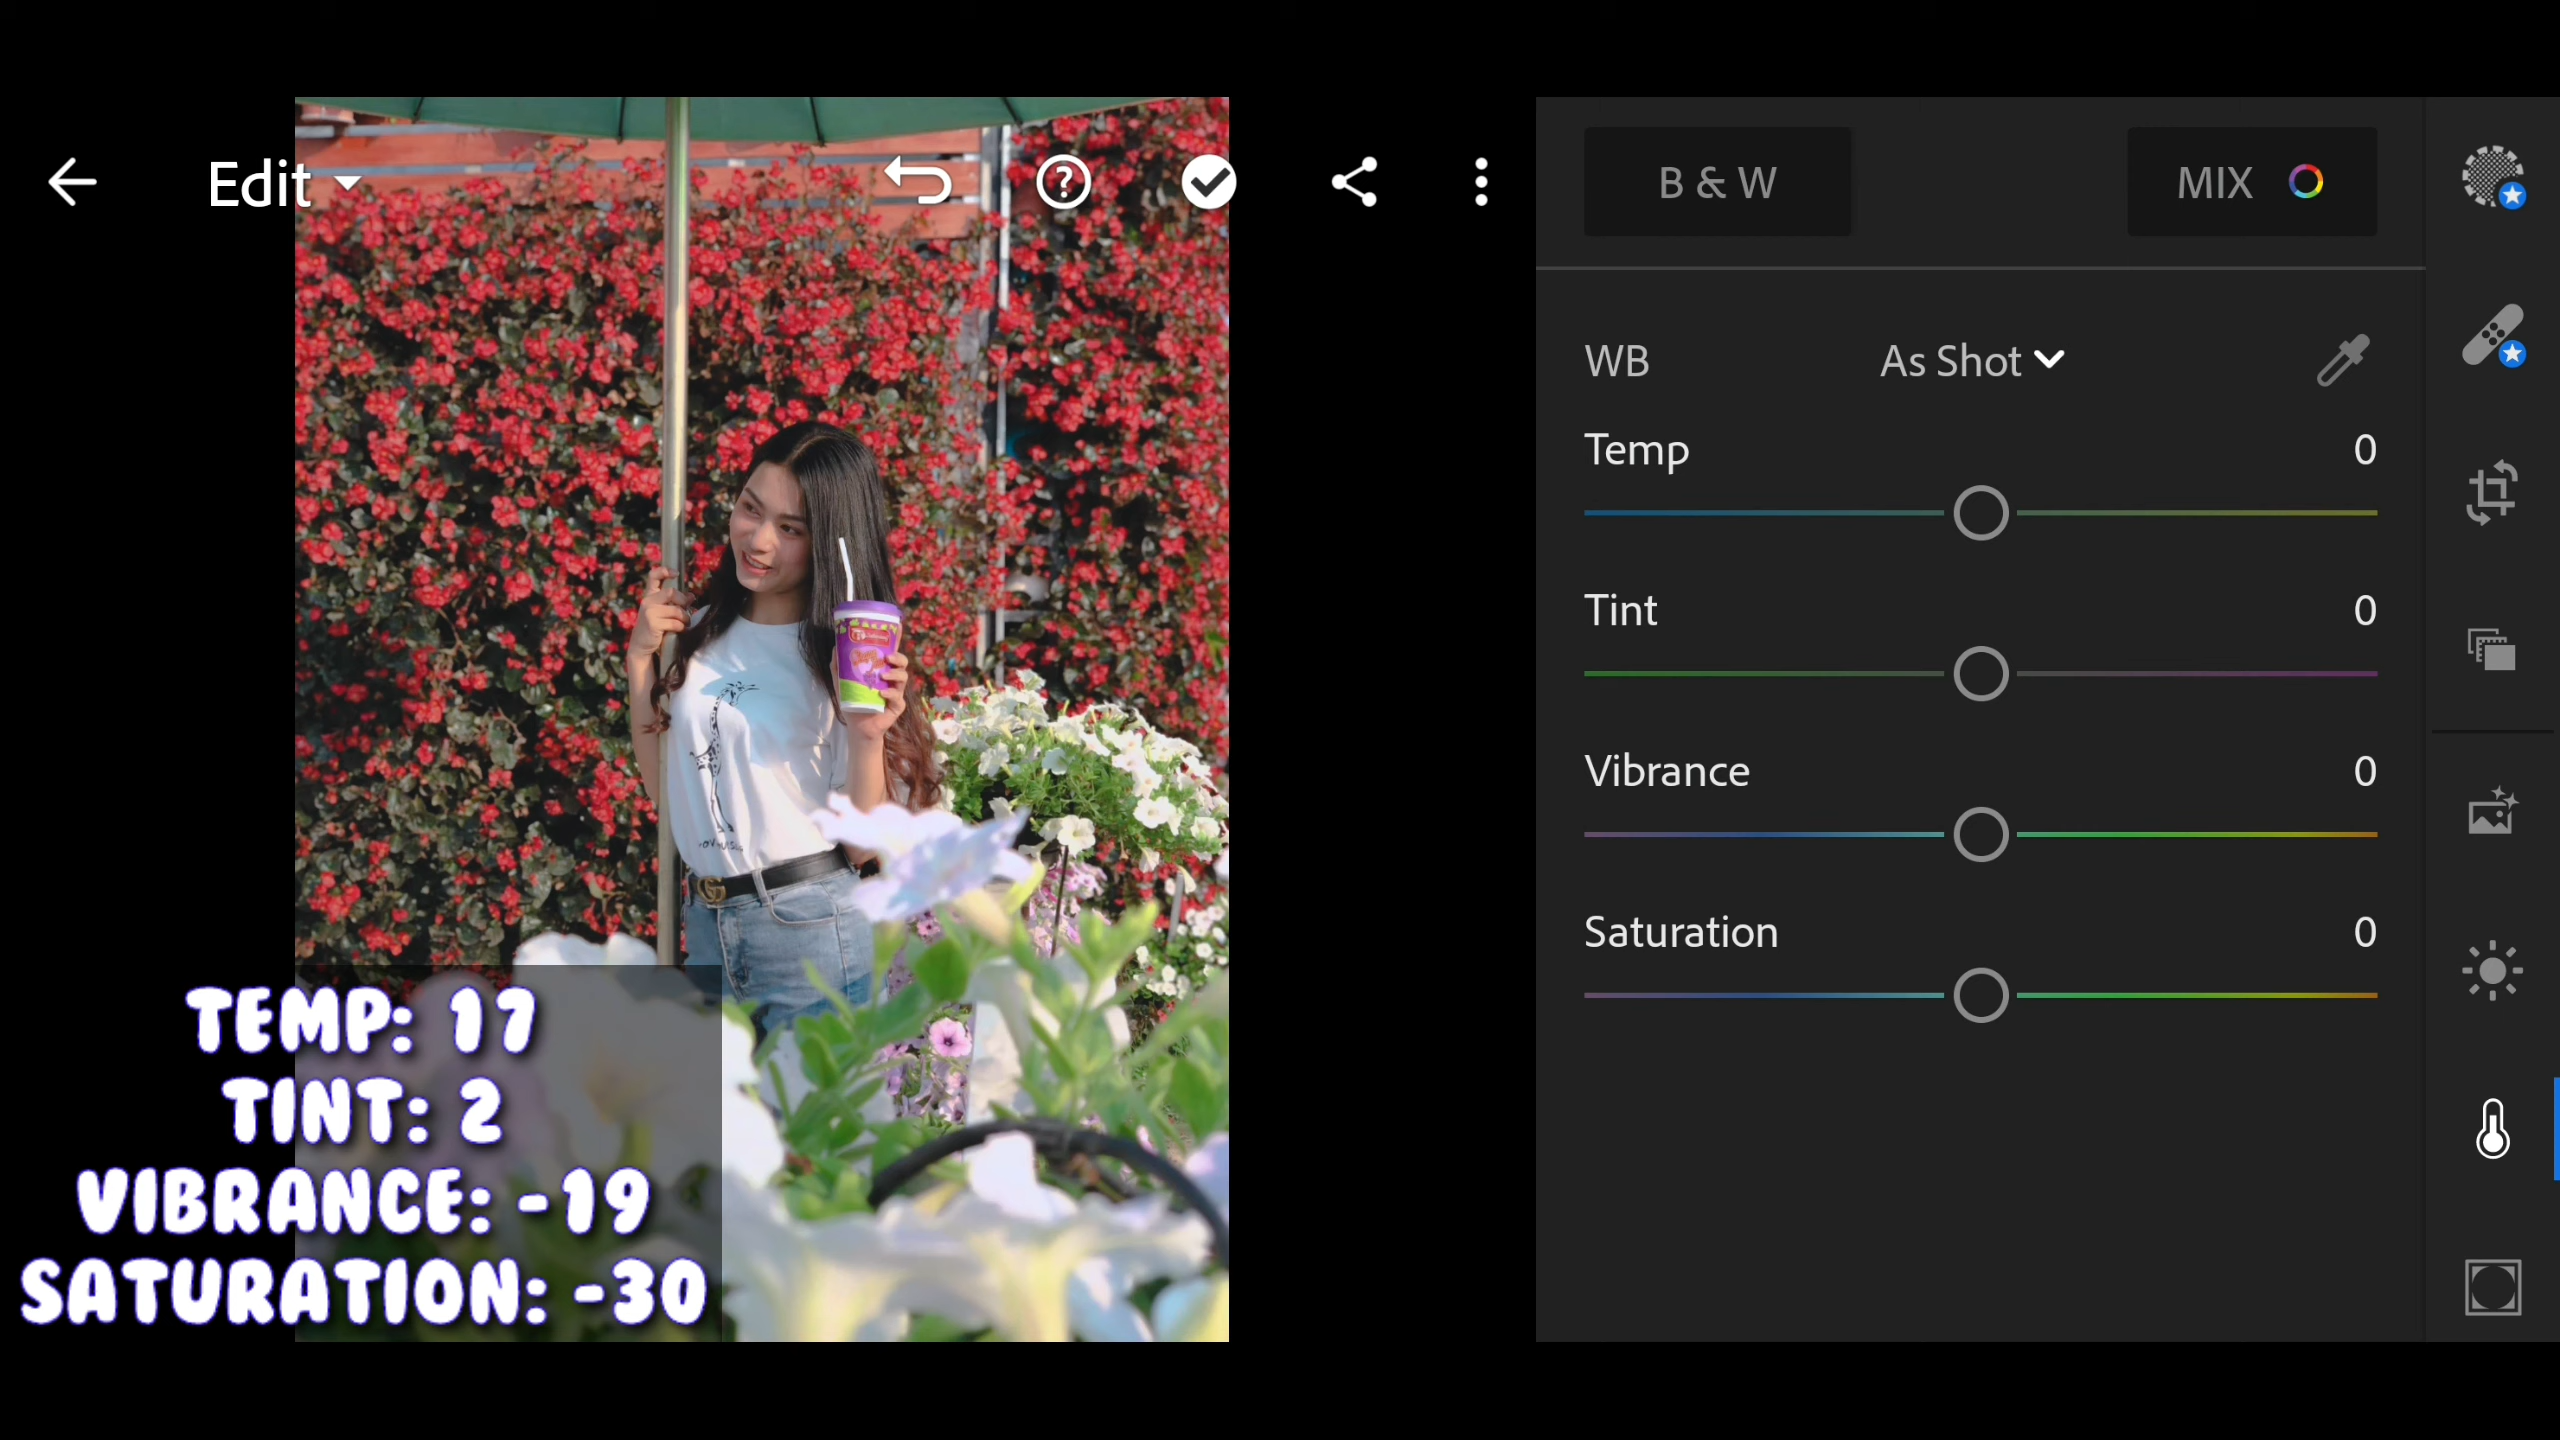 Edit
B & W
MIX
WB
As Shot
Temp
0
Tint
0
Vibrance
0
Saturation
0
TEMP: 17
TINT: 2
VIBRANCE: -19
SATURATION: -30